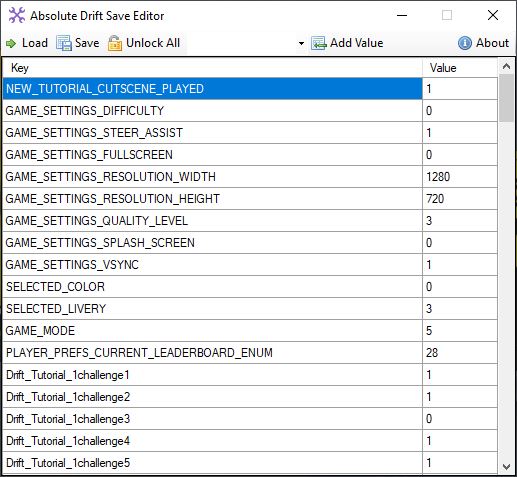 Absolute Drift Save Editor
Load Save Unlock All Add Value About
Key Value
NEW_TUTORIAL_CUTSCENE_PLAYED 1
GAME_SETTINGS_DIFFICULTY 0
GAME_SETTINGS_STEER_ASSIST 1
GAME_SETTINGS_FULLSCREEN 0
GAME_SETTINGS_RESOLUTION_WIDTH 1280
GAME_SETTINGS_RESOLUTION_HEIGHT 720
GAME_SETTINGS_QUALITY_LEVEL 3
GAME_SETTINGS_SPLASH_SCREEN 0
GAME_SETTINGS_VSYNC 1
SELECTED_COLOR 0
SELECTED_LIVERY 3
GAME_MODE 5
PLAYER_PREFS_CURRENT_LEADERBOARD_ENUM 28
Drift_Tutorial_1challenge1 1
Drift_Tutorial_1challenge2 1
Drift_Tutorial_1challenge3 0
Drift_Tutorial_1challenge4 1
Drift_Tutorial_1challenge5 1